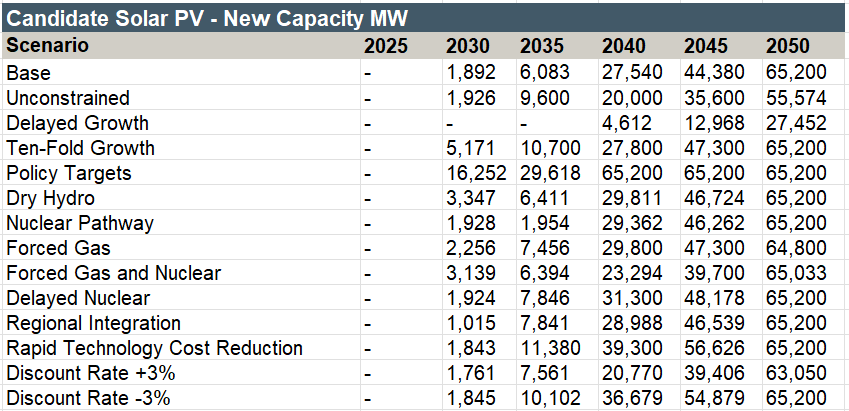 Candidate Solar PV - New Capacity MW
Scenario 2025 2030 2035 2040 2045 2050
Base - 1,892 6,083 27,540 44,380 65,200
Unconstrained - 1,926 9,600 20,000 35,600 55,574
Delayed Growth - - - 4,612 12,968 27,452
Ten-Fold Growth - 5,171 10,700 27,800 47,300 65,200
Policy Targets - 16,252 29,618 65,200 65,200 65,200
Dry Hydro - 3,347 6,411 29,811 46,724 65,200
Nuclear Pathway - 1,928 1,954 29,362 46,262 65,200
Forced Gas - 2,256 7,456 29,800 47,300 64,800
Forced Gas and Nuclear - 3,139 6,394 23,294 39,700 65,033
Delayed Nuclear - 1,924 7,846 31,300 48,178 65,200
Regional Integration - 1,015 7,841 28,988 46,539 65,200
Rapid Technology Cost Reduction - 1,843 11,380 39,300 56,626 65,200
Discount Rate +3% - 1,761 7,561 20,770 39,406 63,050
Discount Rate -3% - 1,845 10,102 36,679 54,879 65,200